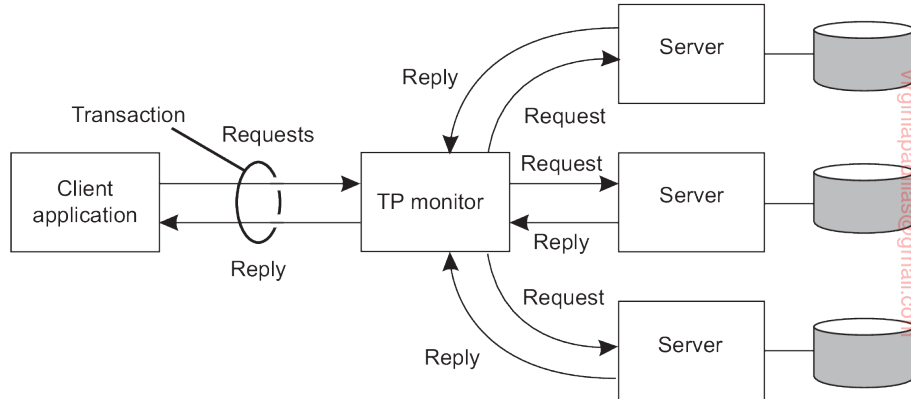 Server
Reply
Transaction
Requests
Request
Client
application
TP monitor
Request
Server
Reply
Reply
Request
Server
Reply